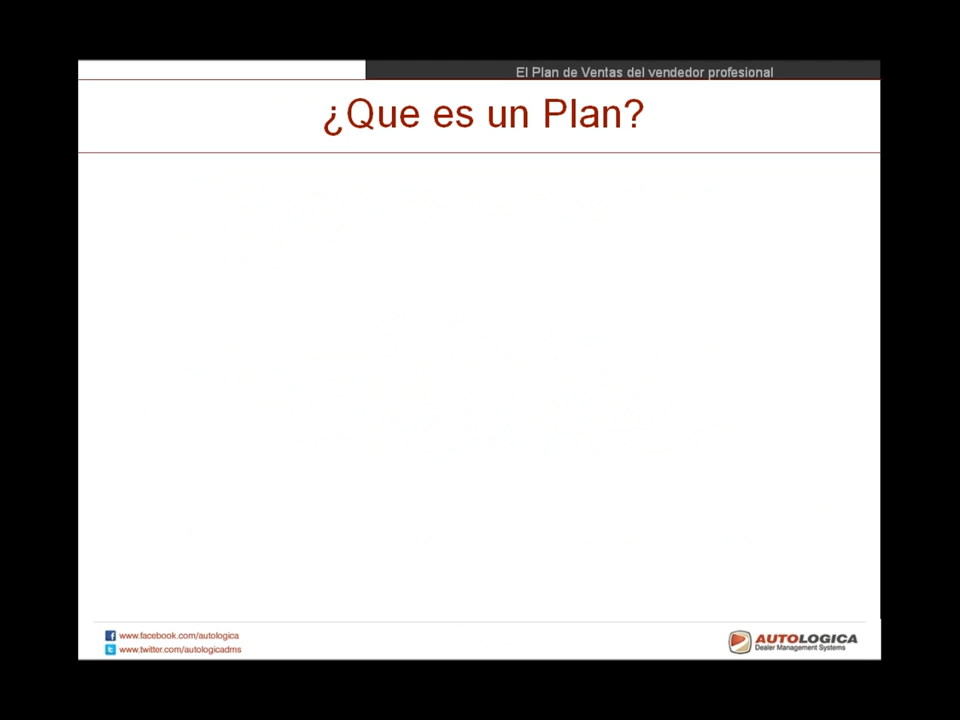 El Plan de Ventas del vendedor profesional
¿Que es un Plan?
www.facebook.com/autologica
www.twitter.com/autologicadms
AUTOLOGICA
Dealer Management Systems